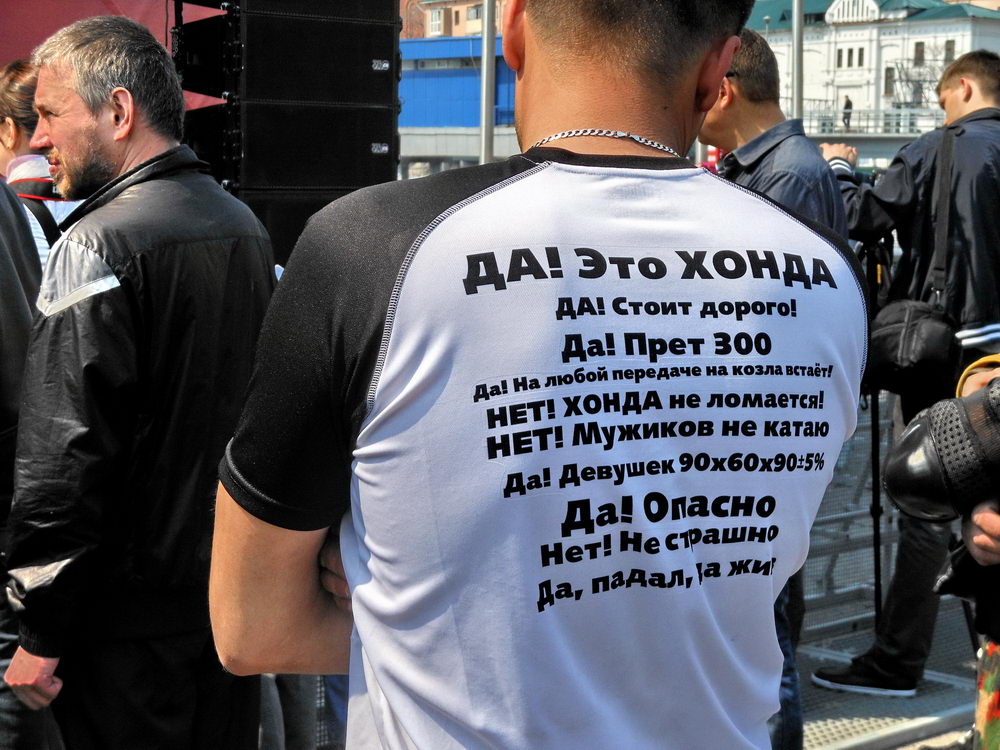 ДА! Это ХОНДА
ДА! Стоит дорого!
Да! Прет 300
Да! На любой передаче на козла встаёт!
НЕТ! ХОНДА не ломается!
НЕТ! Мужиков не катаю
Да! Девушек 90х60х90±5%
Да! Опасно
Нет! Не страшно
Да, падал, да жив